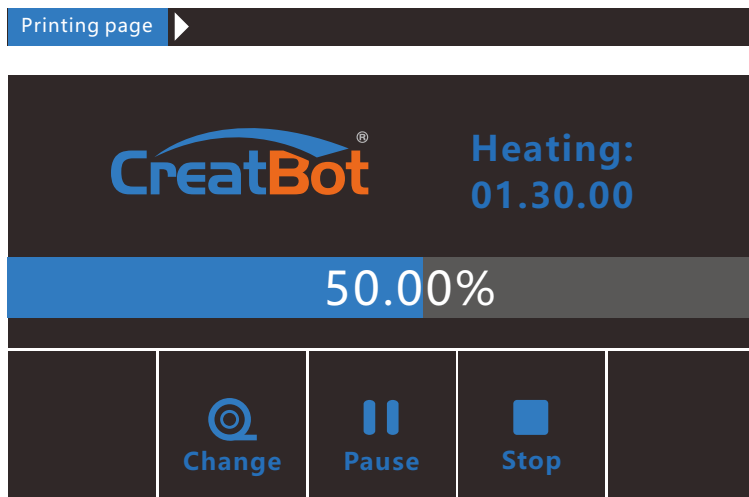 Printing page
CreatBot®
Heating:
01.30.00
50.00%
Change
Pause
Stop